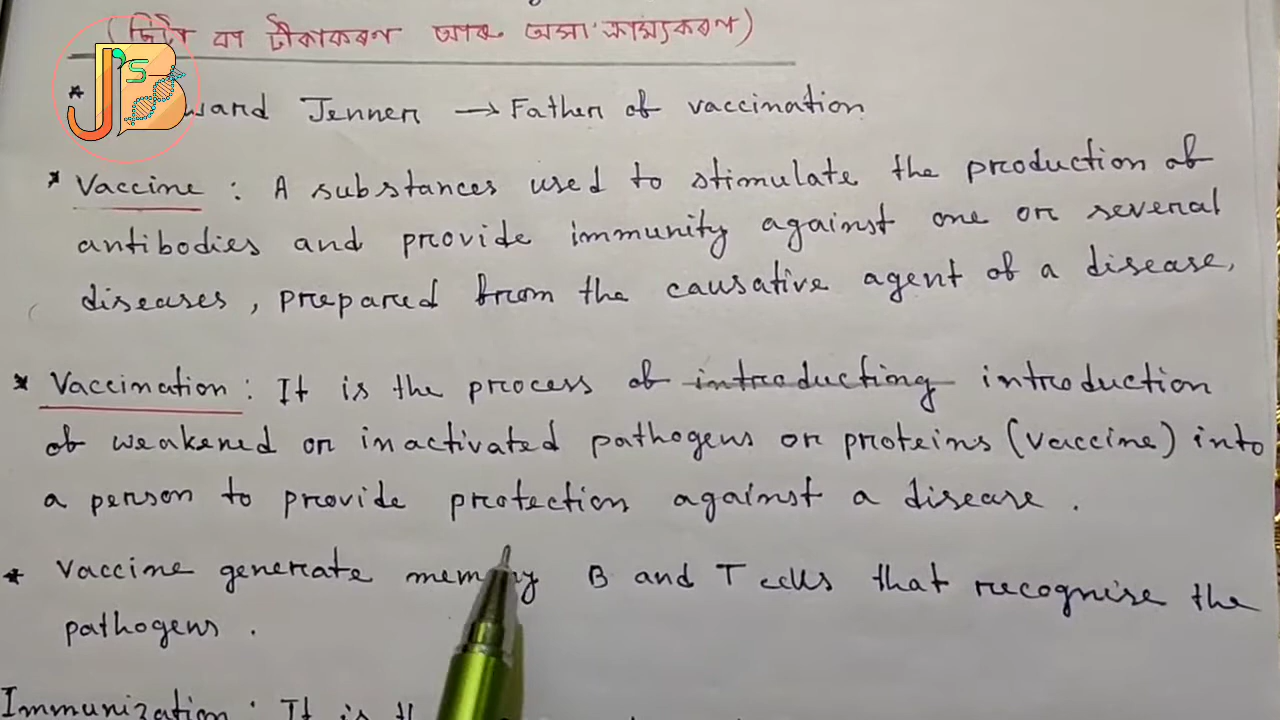 বা টীকাকৰণ আৰু অসংক্ৰাম্যকৰণ)
J'sB
ward Jenner → Father of vaccination
* Vaccine : A substances used to stimulate the production of
antibodies and provide immunity against one or several
diseases, prepared from the causative agent of a disease,
* Vaccination : It is the process of introducting introduction
of weakened or inactivated pathogens or proteins (vaccine) into
a person to provide protection against a disease.
* Vaccine generate memory B and T cells that recognise the
pathogens.
Immunization : It is